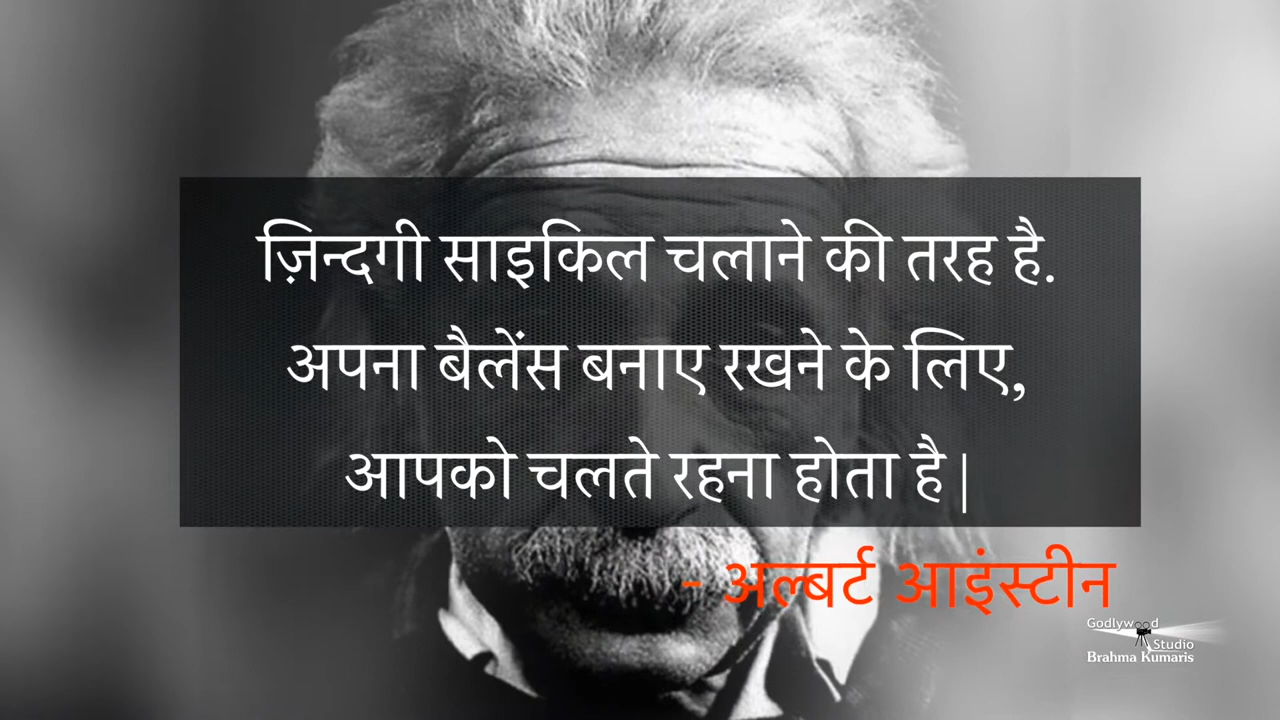 ज़िन्दगी साइकिल चलाने की तरह है.
अपना बैलेंस बनाए रखने के लिए,
आपको चलते रहना होता है|
- अल्बर्ट आइंस्टीन
Godlywood
Studio
Brahma Kumaris